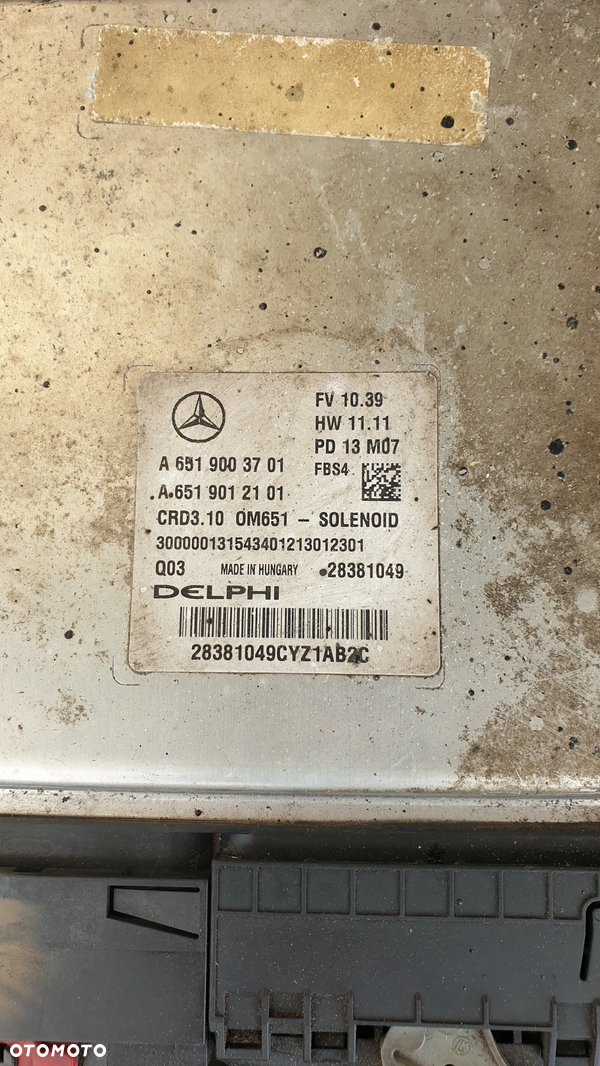 FV 10.39
HW 11.11
PD 13 M07
A 651 900 37 01
FBS4
A 651 901 21 01
CRD3.10 OM651 - SOLENOID
300000131543401213012301
Q03 MADE IN HUNGARY 28381049
DELPHI
28381049CYZ1AB2C
OTOMOTO